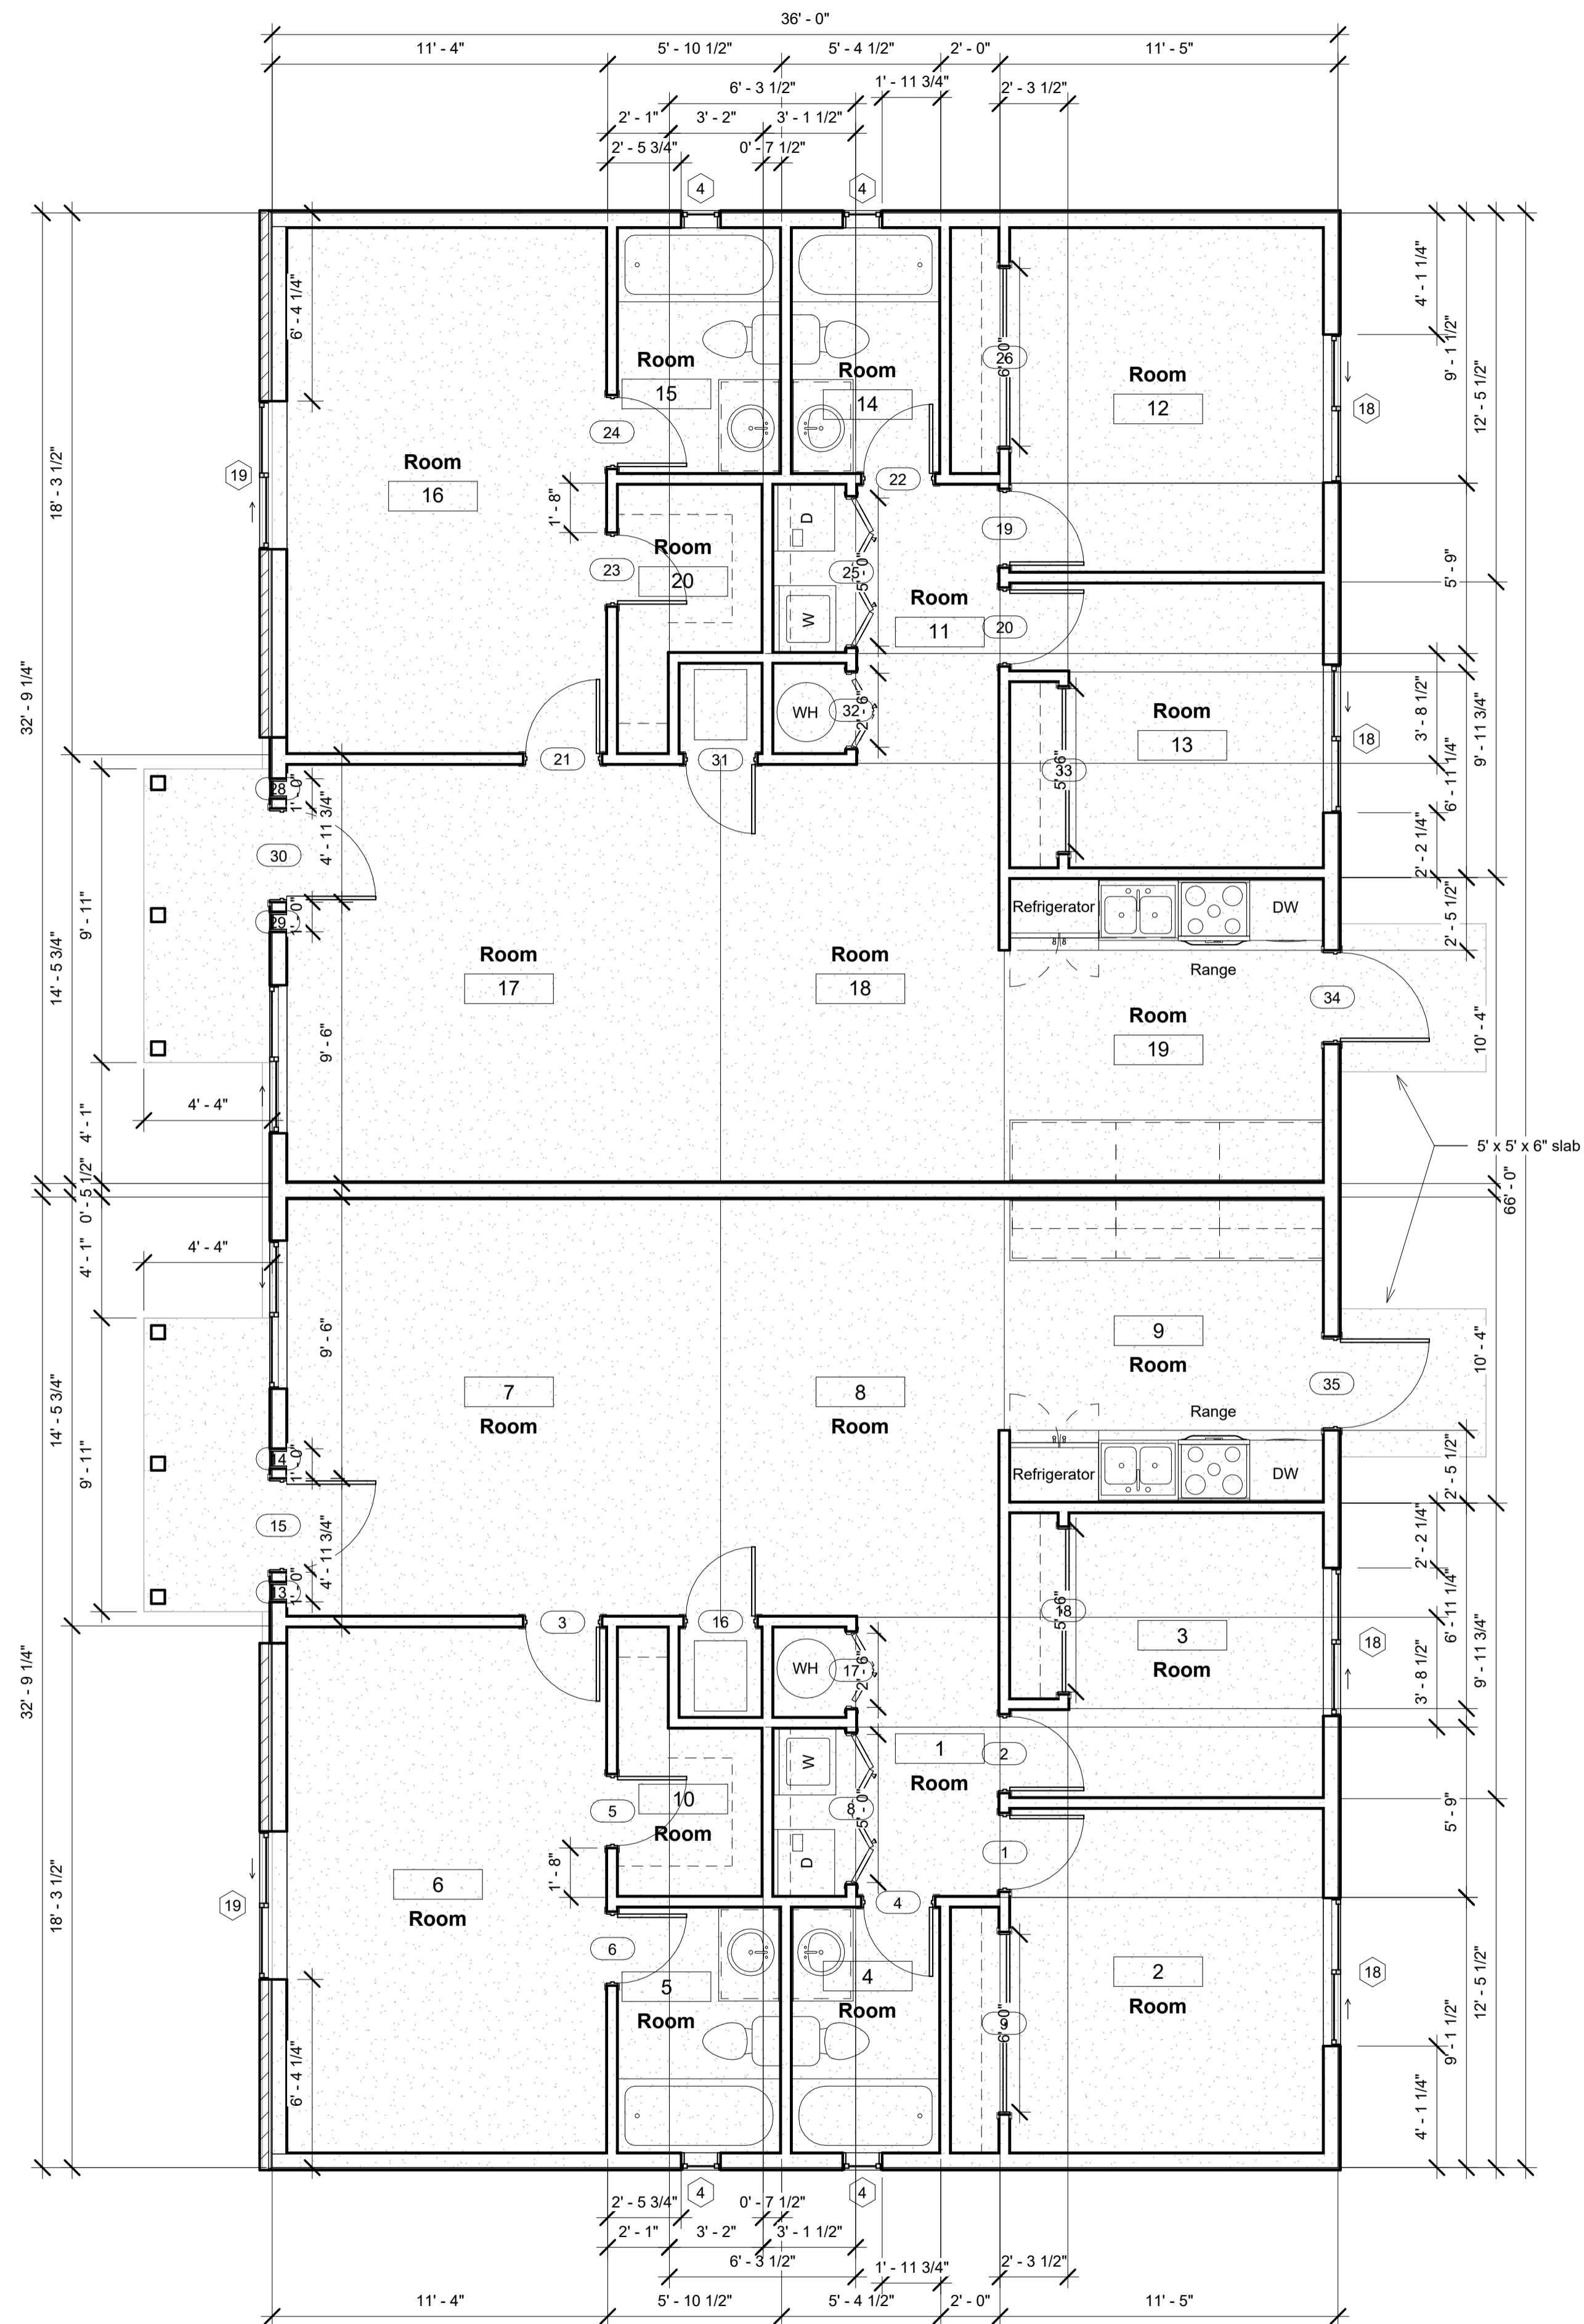 36' - 0"
11' - 4"
5' - 10 1/2"
5' - 4 1/2"
2' - 0"
11' - 5"
6' - 3 1/2"
1' - 11 3/4"
2' - 3 1/2"
2' - 1"
3' - 2"
3' - 1 1/2"
2' - 5 3/4"
0' - 7 1/2"
4
4
6' - 4 1/4"
4' - 1 1/4"
9' - 1 1/2"
12' - 5 1/2"
Room
15
Room
14
6' - 0"
26
Room
12
18
Room
16
19
18' - 3 1/2"
24
22
1' - 8"
D
19
Room
20
23
25
5' - 0"
W
Room
11
20
5' - 9"
32' - 9 1/4"
WH
32
2' - 6"
Room
13
18
3' - 8 1/2"
9' - 11 3/4"
6' - 11 1/4"
21
31
33
5' - 6"
28
1' - 0"
4' - 11 3/4"
30
2' - 2 1/4"
29
1' - 0"
9' - 11"
14' - 5 3/4"
Refrigerator
DW
2' - 5 1/2"
Room
17
Room
18
Range
34
Room
19
10' - 4"
9' - 6"
4' - 4"
4' - 1"
5' x 5' x 6" slab
0' - 5 1/2"
66' - 0"
4' - 1"
4' - 4"
9' - 6"
9
Room
10' - 4"
35
7
Room
8
Room
Range
14' - 5 3/4"
9' - 11"
14
1' - 0"
Refrigerator
DW
2' - 5 1/2"
15
4' - 11 3/4"
13
1' - 0"
2' - 2 1/4"
18
5' - 6"
3
16
3
Room
18
6' - 11 1/4"
9' - 11 3/4"
3' - 8 1/2"
32' - 9 1/4"
WH
17
2' - 6"
1
Room
2
W
10
Room
5
8
5' - 0"
5' - 9"
1' - 8"
D
1
6
Room
19
18' - 3 1/2"
4
6
5
Room
4
Room
2
Room
18
9
6' - 0"
12' - 5 1/2"
9' - 1 1/2"
6' - 4 1/4"
4' - 1 1/4"
4
4
2' - 5 3/4"
0' - 7 1/2"
2' - 1"
3' - 2"
3' - 1 1/2"
6' - 3 1/2"
1' - 11 3/4"
2' - 3 1/2"
11' - 4"
5' - 10 1/2"
5' - 4 1/2"
2' - 0"
11' - 5"